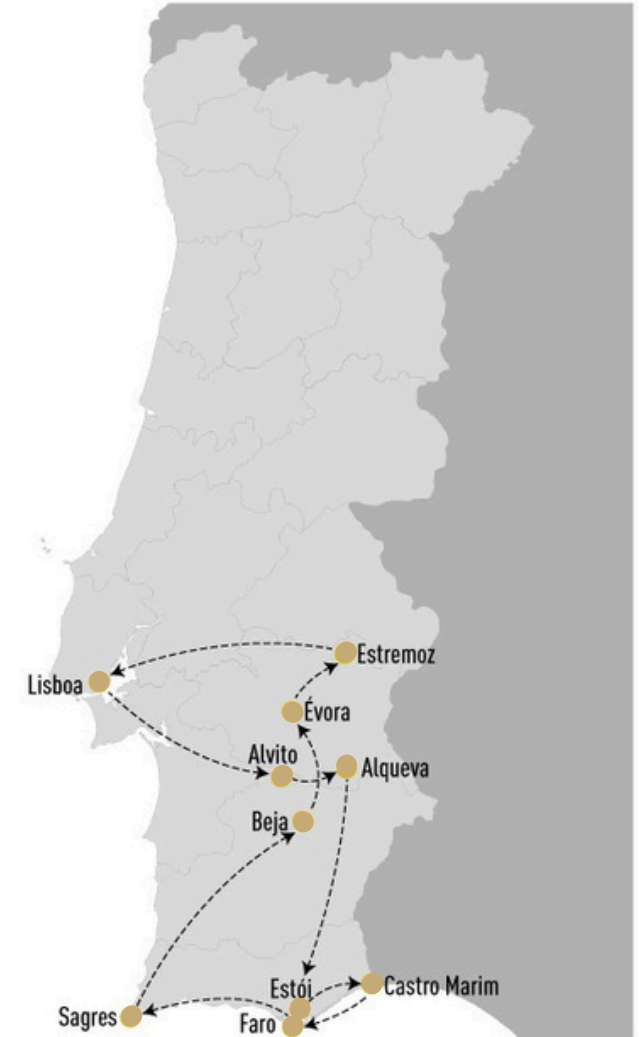 Estremoz
Lisboa
Évora
Alvito
Alqueva
Beja
Estói
Castro Marim
Sagres
Faro